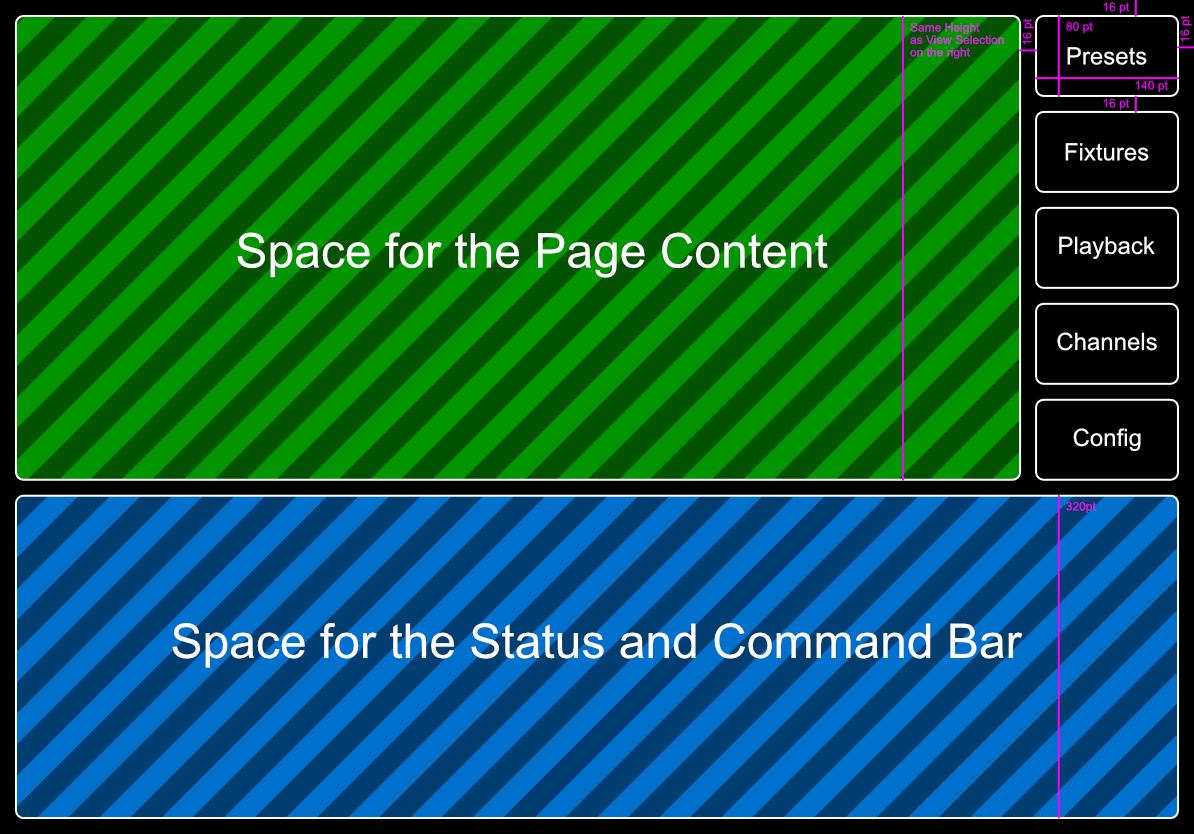 16 pt
Same Height
as View Selection
on the right
16 pt
80 pt
16 pt
Presets
140 pt
16 pt
Fixtures
Space for the Page Content
Playback
Channels
Config
320pt
Space for the Status and Command Bar